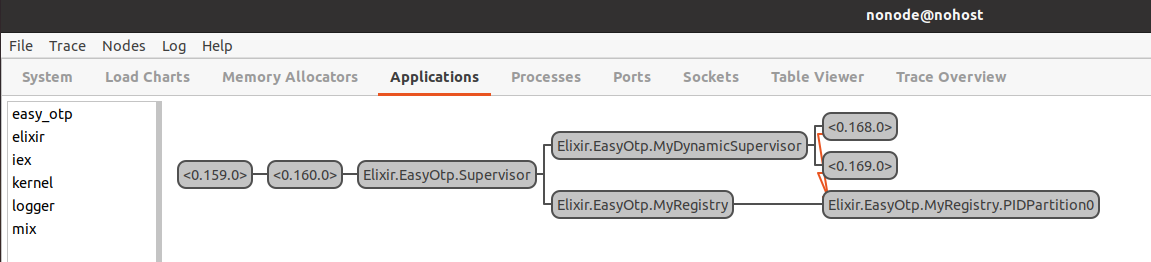 nonode@nohost
File Trace Nodes Log Help
System Load Charts Memory Allocators Applications Processes Ports Sockets Table Viewer Trace Overview
easy_otp
elixir
iex
kernel
logger
mix
<0.159.0> <0.160.0> Elixir.EasyOtp.Supervisor
Elixir.EasyOtp.MyDynamicSupervisor
<0.168.0>
<0.169.0>
Elixir.EasyOtp.MyRegistry
Elixir.EasyOtp.MyRegistry.PIDPartition0